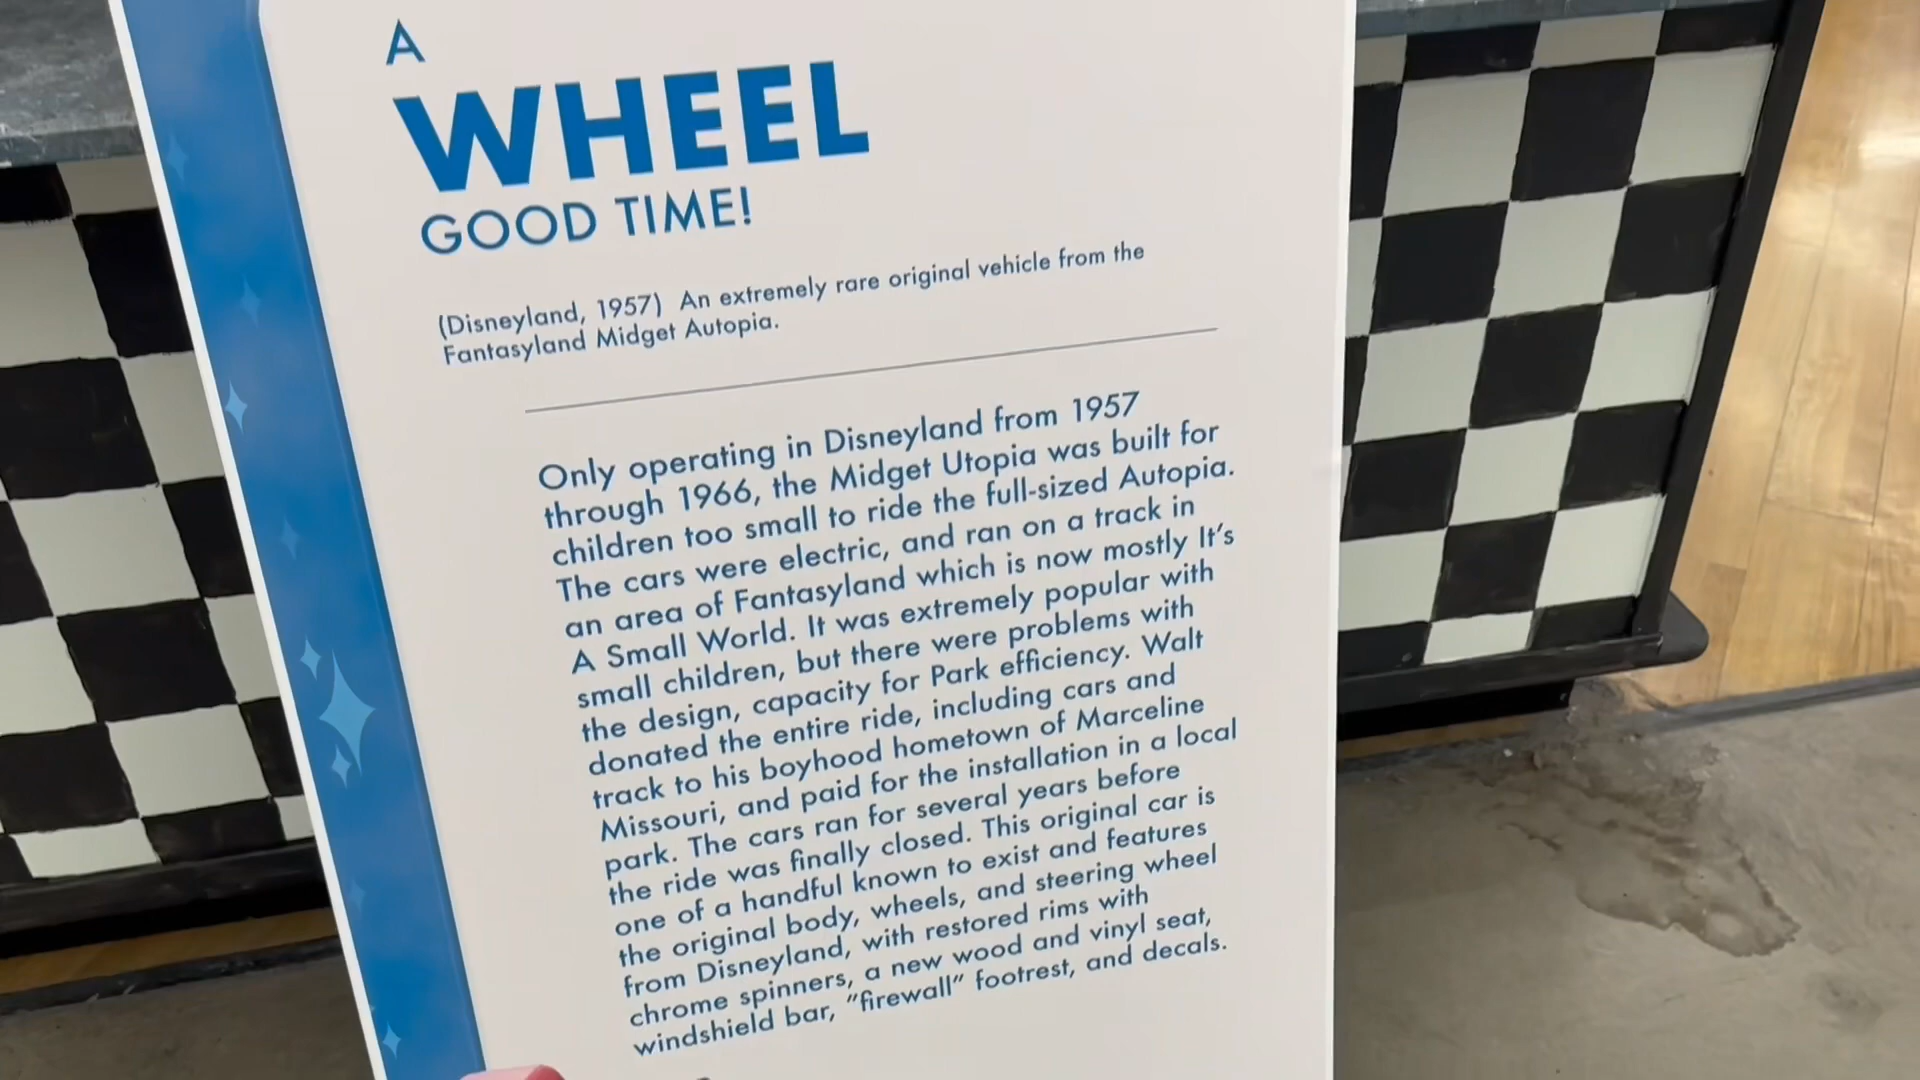 A
WHEEL
GOOD TIME!
(Disneyland, 1957) An extremely rare original vehicle from the
Fantasyland Midget Autopia.
Only operating in Disneyland from 1957
through 1966, the Midget Utopia was built for
children too small to ride the full-sized Autopia.
The cars were electric, and ran on a track in
an area of Fantasyland which is now mostly It's
A Small World. It was extremely popular with
small children, but there were problems with
the design, capacity for Park efficiency. Walt
donated the entire ride, including cars and
track to his boyhood hometown of Marceline
Missouri, and paid for the installation in a local
park. The cars ran for several years before
the ride was finally closed. This original car is
one of a handful known to exist and features
the original body, wheels, and steering wheel
from Disneyland, with restored rims with
chrome spinners, a new wood and vinyl seat,
windshield bar, "firewall" footrest, and decals.